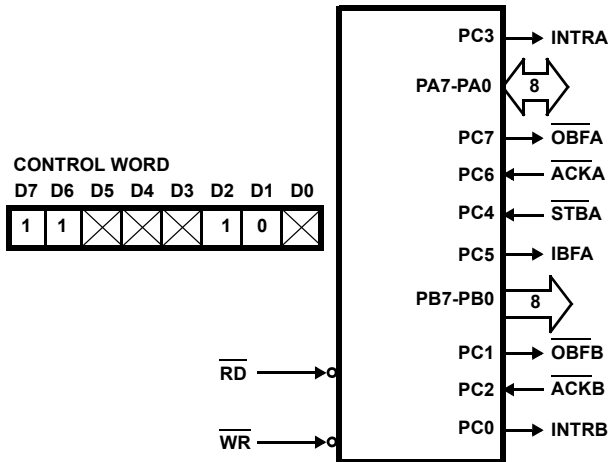 PC3 INTRA
PA7-PA0 8
PC7 OBFA
CONTROL WORD
PC6 ACKA
D7 D6 D5 D4 D3 D2 D1 D0
PC4 STBA
1 1 1 0
PC5 IBFA
PB7-PB0 8
PC1 OBFB
RD
PC2 ACKB
PC0 INTRB
WR